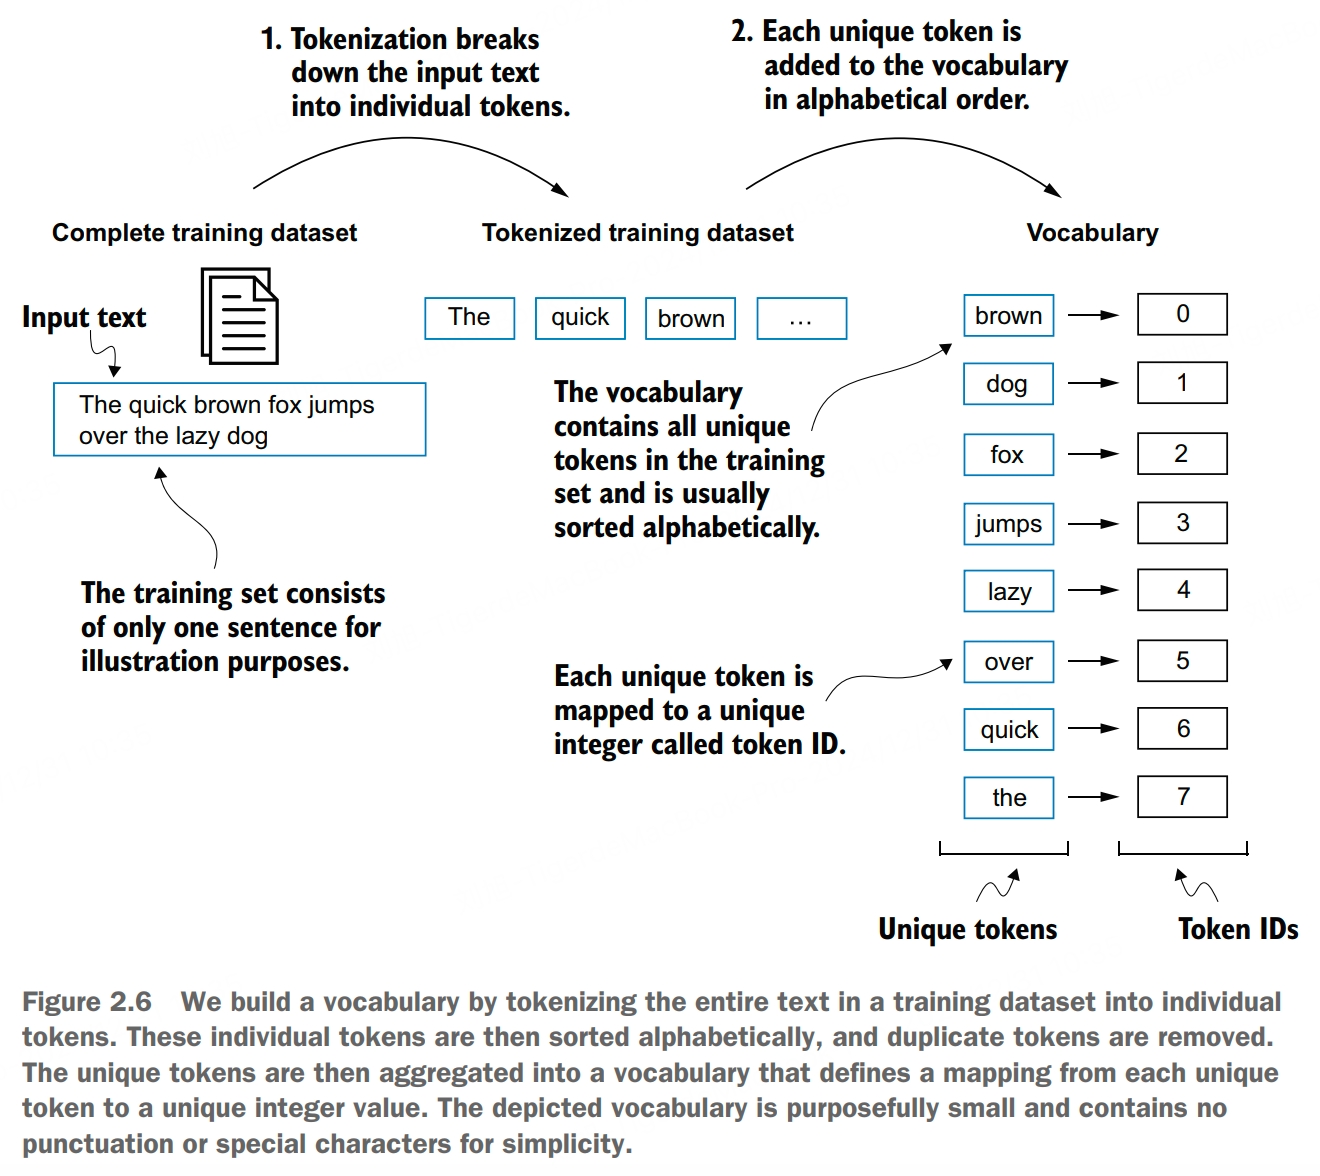 1. Tokenization breaks
down the input text
into individual tokens.
2. Each unique token is
added to the vocabulary
in alphabetical order.
Complete training dataset
Tokenized training dataset
Vocabulary
Input text
The quick brown fox jumps
over the lazy dog
The training set consists
of only one sentence for
illustration purposes.
The
quick
brown
...
The vocabulary
contains all unique
tokens in the training
set and is usually
sorted alphabetically.
Each unique token is
mapped to a unique
integer called token ID.
brown 0
dog 1
fox 2
jumps 3
lazy 4
over 5
quick 6
the 7
Unique tokens
Token IDs
Figure 2.6 We build a vocabulary by tokenizing the entire text in a training dataset into individual
tokens. These individual tokens are then sorted alphabetically, and duplicate tokens are removed.
The unique tokens are then aggregated into a vocabulary that defines a mapping from each unique
token to a unique integer value. The depicted vocabulary is purposefully small and contains no
punctuation or special characters for simplicity.